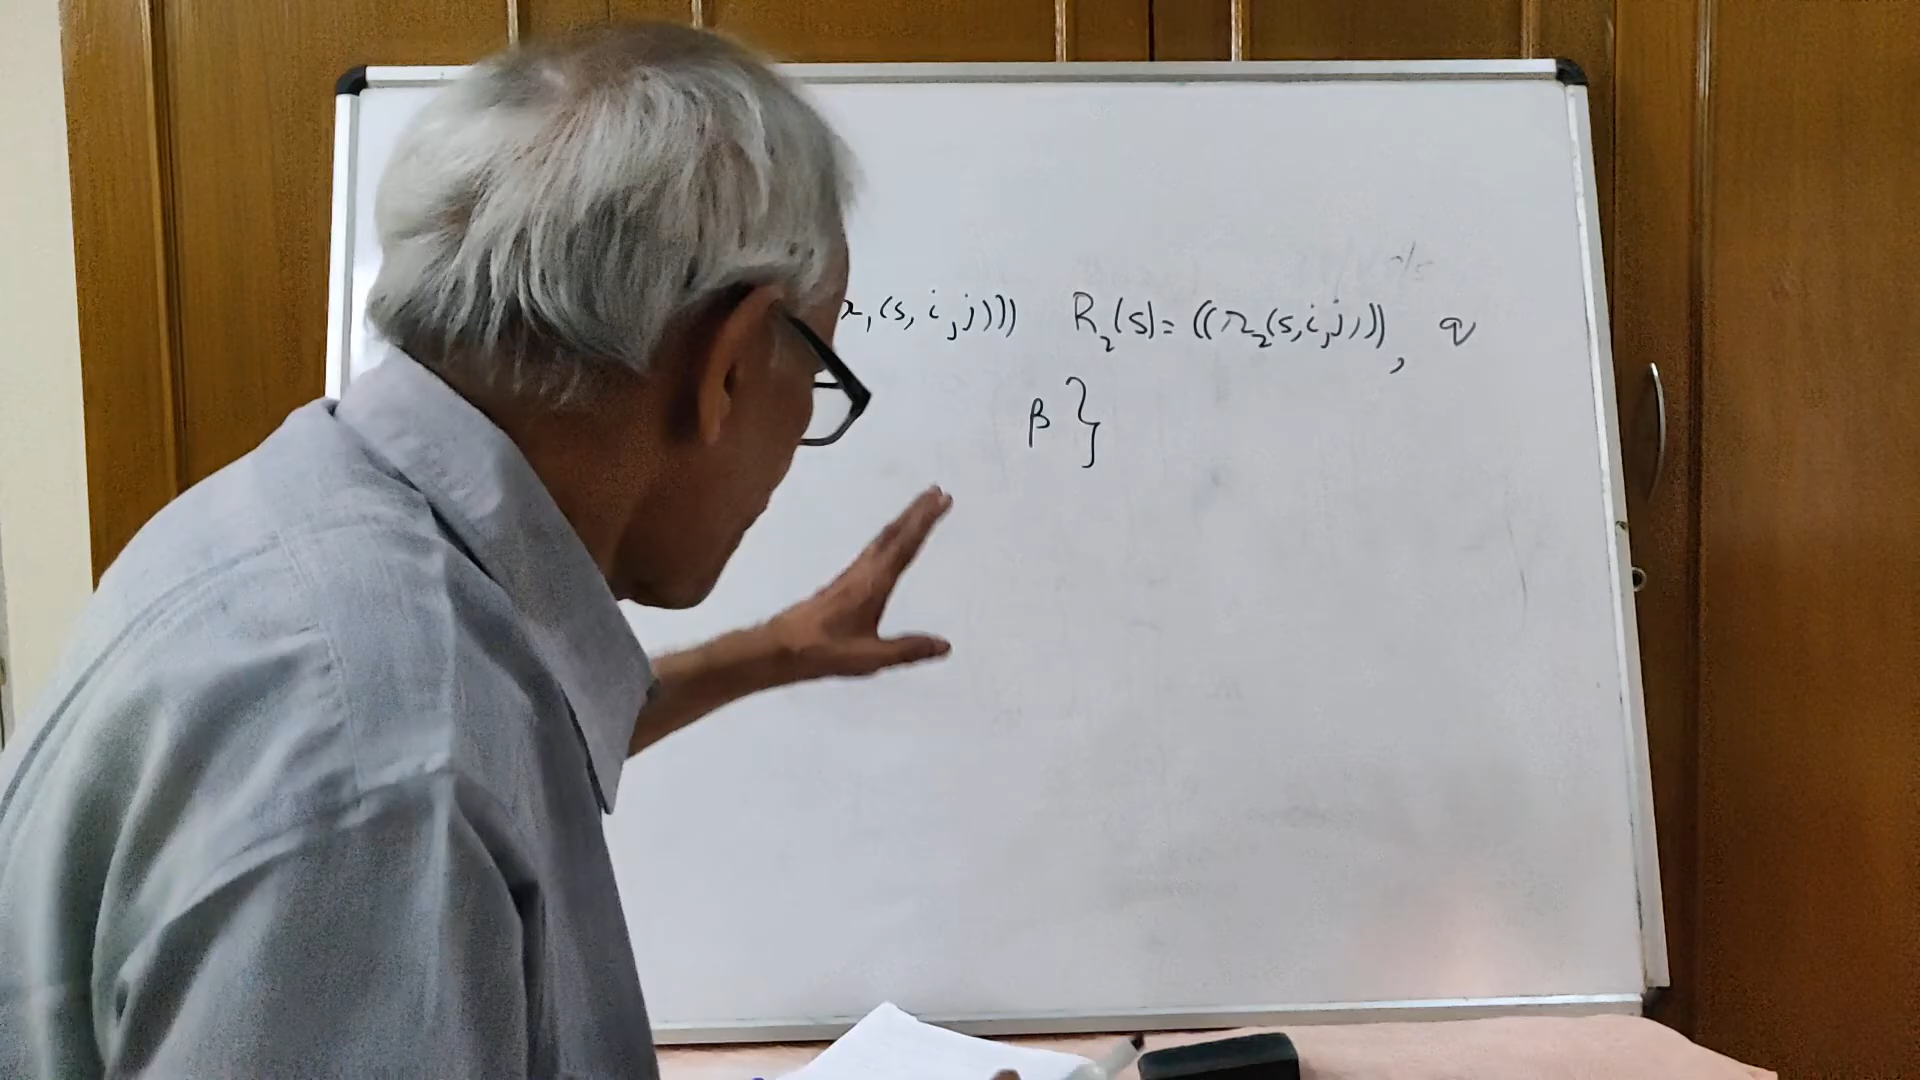 r₁(s, i, j))) R₂(s) = ((r₂(s, i, j))), q
β }